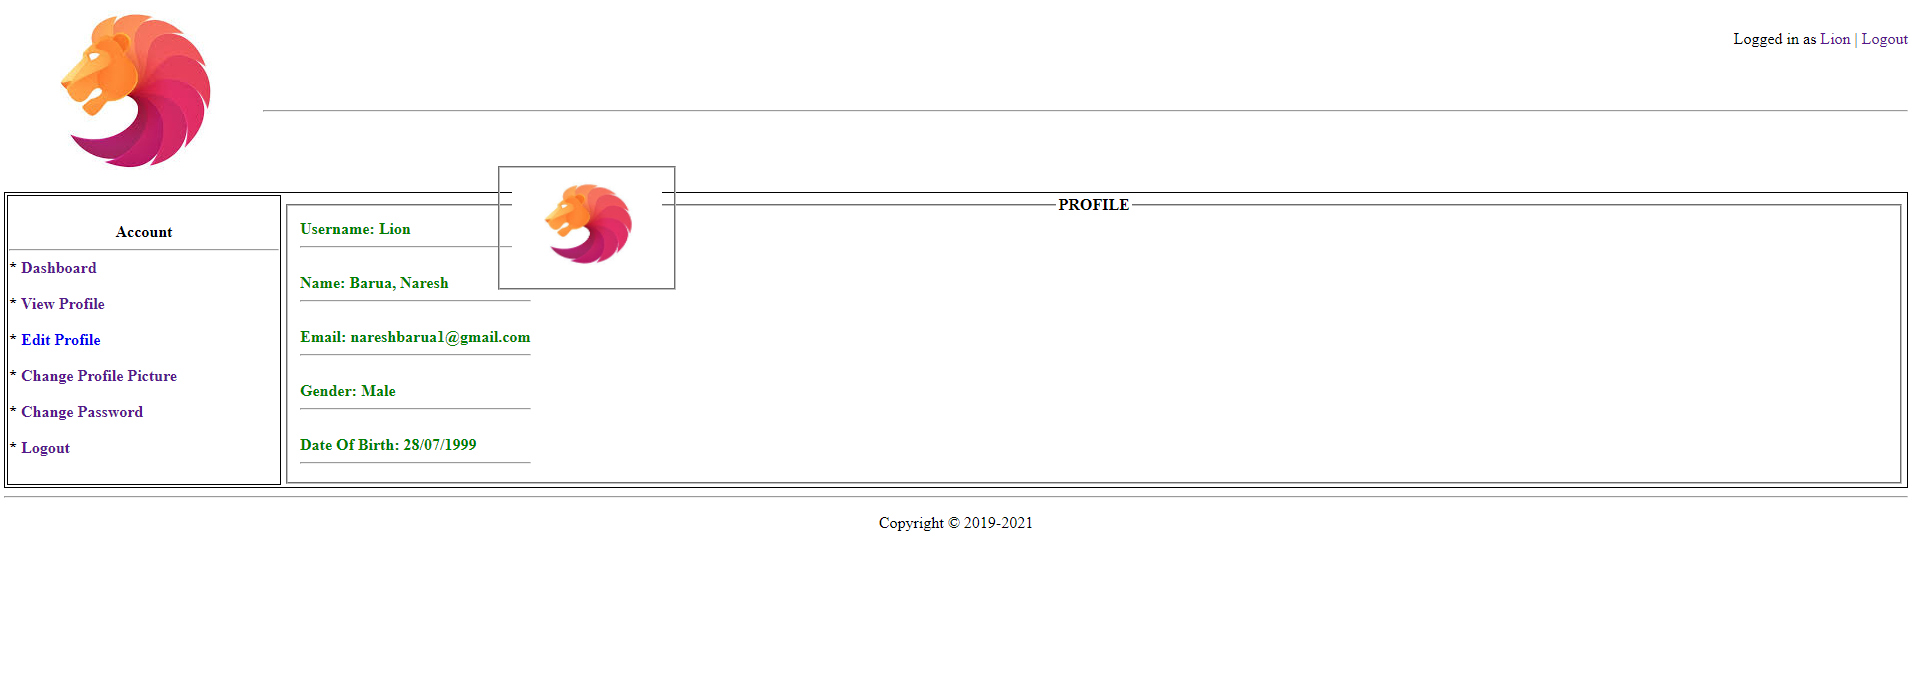 Logged in as Lion | Logout
PROFILE
Account
* Dashboard
* View Profile
* Edit Profile
* Change Profile Picture
* Change Password
* Logout
Username: Lion
Name: Barua, Naresh
Email: nareshbarua1@gmail.com
Gender: Male
Date Of Birth: 28/07/1999
Copyright © 2019-2021